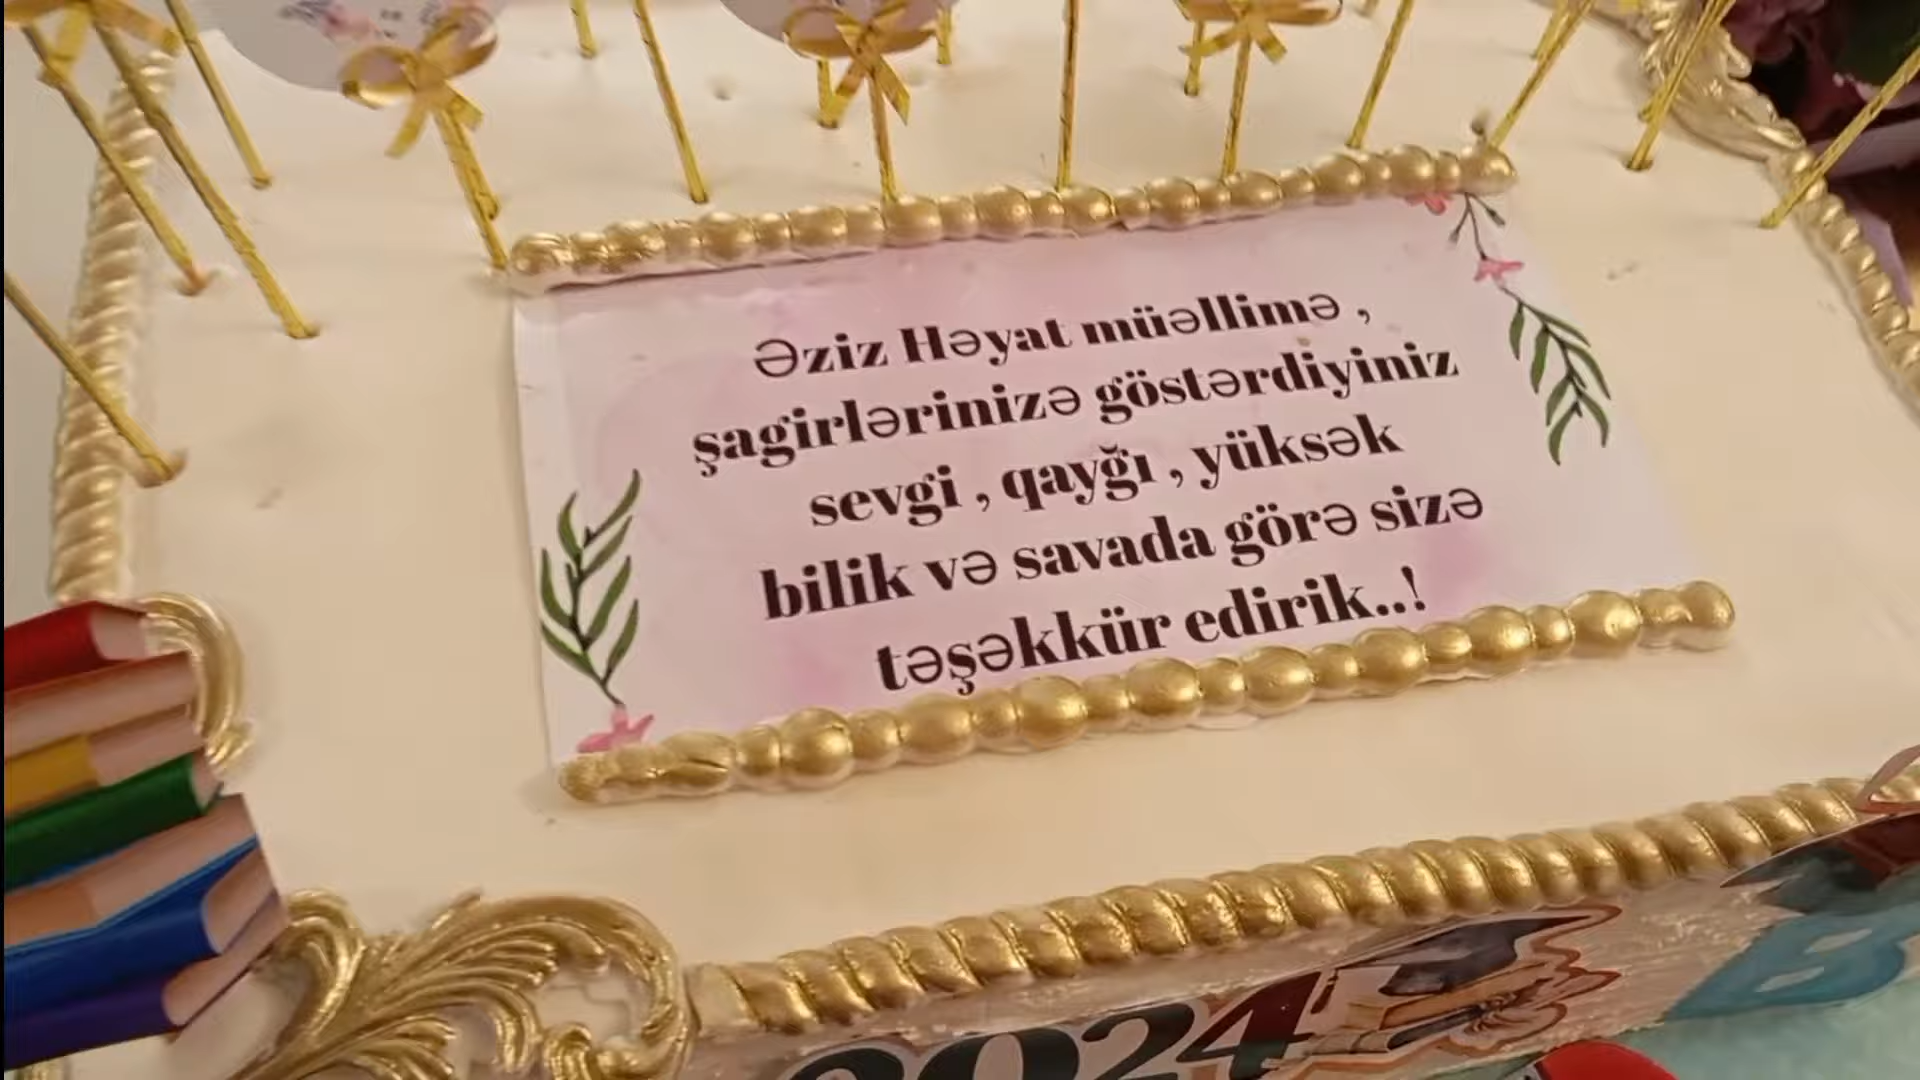 Əziz Həyat müəllimə ,
şagirlərinizə göstərdiyiniz
sevgi , qayğı , yüksək
bilik və savada görə sizə
təşəkkür edirik..!
2024
B